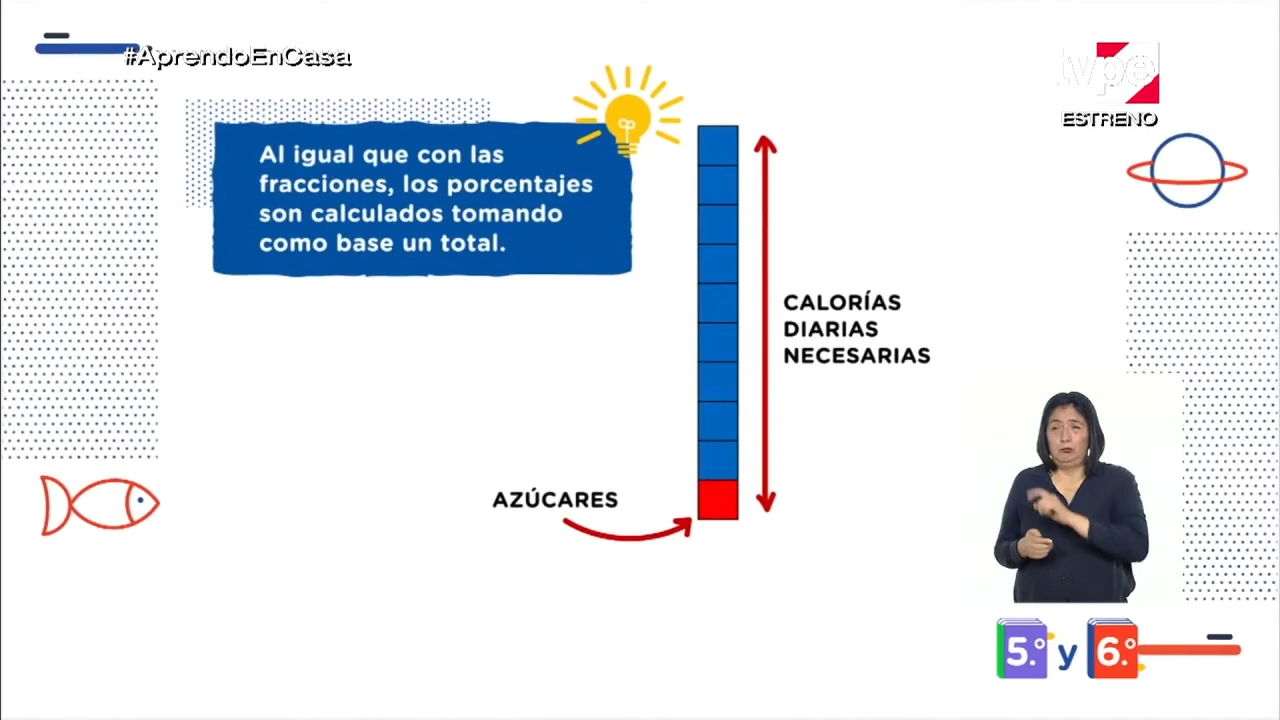 #AprendoEnCasa
tvpe
ESTRENO
Al igual que con las
fracciones, los porcentajes
son calculados tomando
como base un total.
CALORÍAS
DIARIAS
NECESARIAS
AZÚCARES
5.° y 6.°